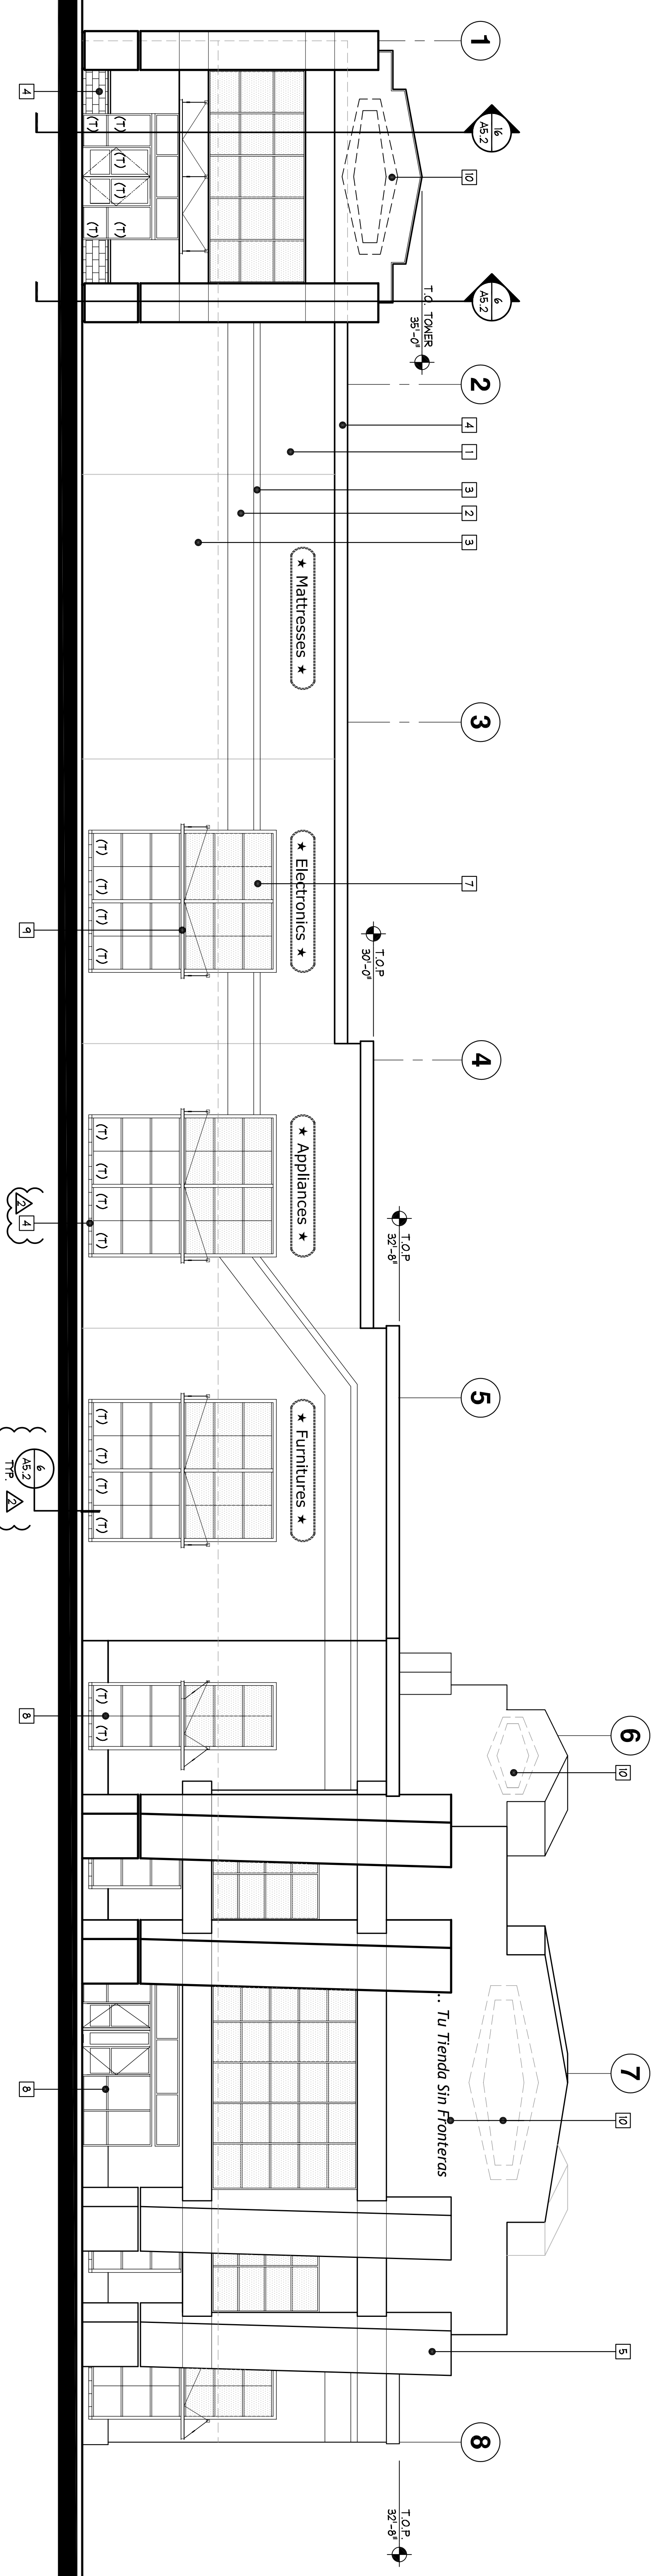 1
16
A5.2
10
6
A5.2
T.O. TOWER
35'-0"
2
4
1
3
2
3
3
7
T.O.P
30'-0"
4
T.O.P
32'-8"
5
6
10
7
10
5
8
T.O.P.
32'-8"
★ Mattresses ★
★ Electronics ★
★ Appliances ★
★ Furnitures ★
.. Tu Tienda Sin Fronteras
(T) (T) (T) (T) (T) (T)
(T) (T) (T) (T)
(T) (T) (T) (T)
(T) (T) (T) (T)
(T) (T)
4
9
2
4
6
A5.2
TYP.
2
8
8